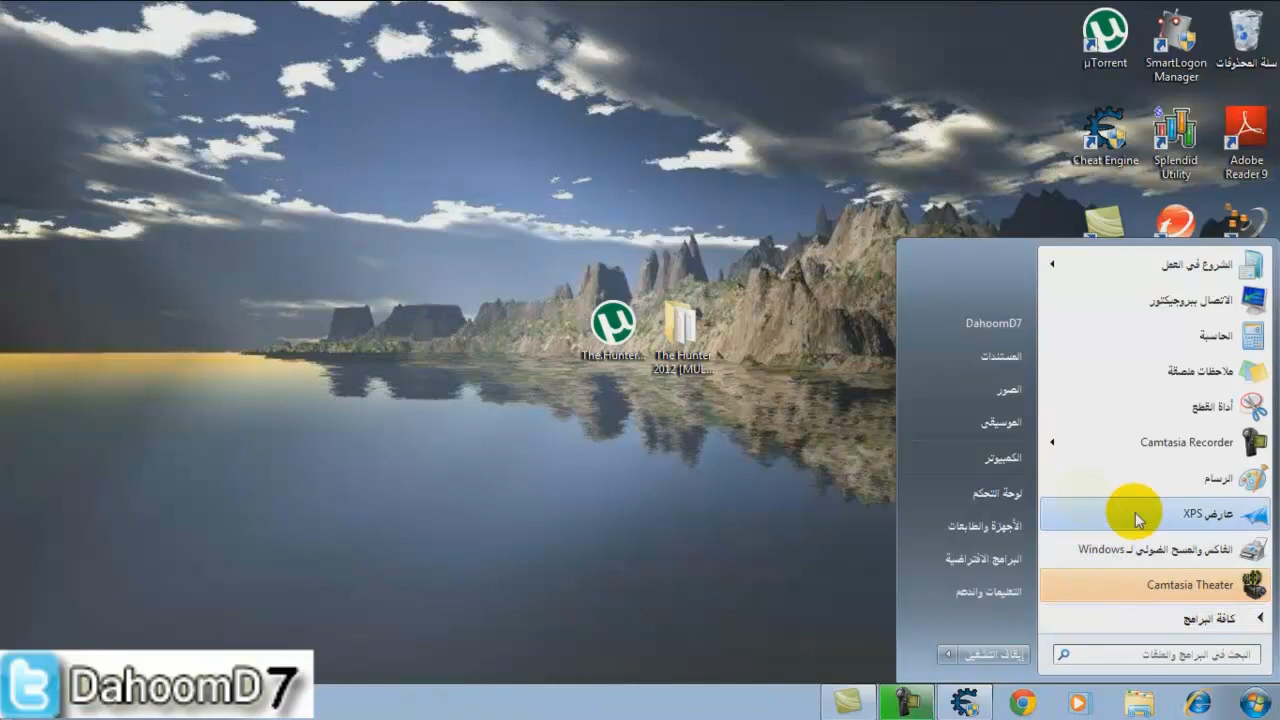 µTorrent
SmartLogon
Manager
سلة المحذوفات
Cheat Engine
Splendid
Utility
Adobe
Reader 9
The.Hunter...
The Hunter
2012 [MUL...
الشروع في العمل
الاتصال ببروجيكتور
الحاسبة
ملاحظات ملصقة
أداة القطع
Camtasia Recorder
الرسام
عارض XPS
الفاكس والمسح الضوئي لـ Windows
Camtasia Theater
كافة البرامج
البحث في البرامج والملفات
DahoomD7
المستندات
الصور
الموسيقى
الكمبيوتر
لوحة التحكم
الأجهزة والطابعات
البرامج الافتراضية
التعليمات والدعم
إيقاف التشغيل
DahoomD7